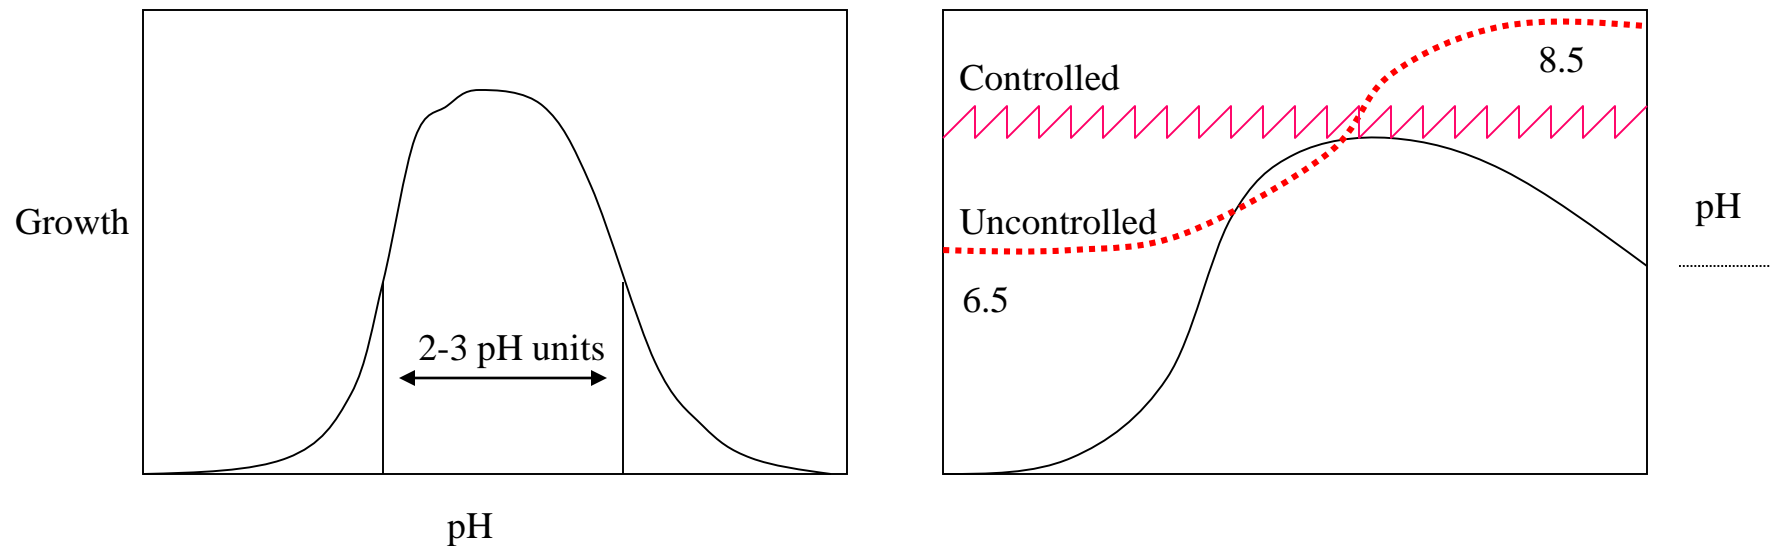 Growth
2-3 pH units
pH
Controlled
8.5
Uncontrolled
6.5
pH